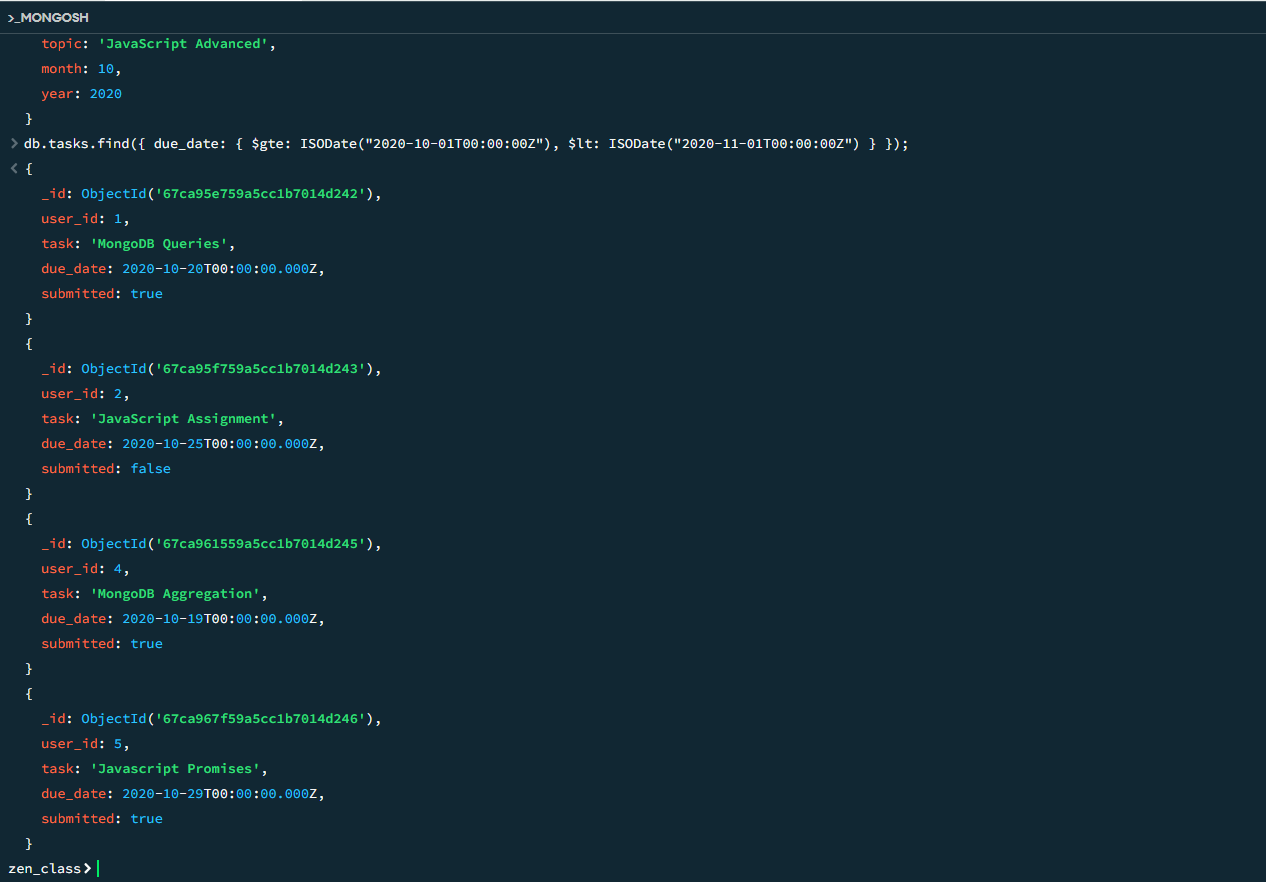 >_MONGOSH
topic: 'JavaScript Advanced',
month: 10,
year: 2020
}
> db.tasks.find({ due_date: { $gte: ISODate("2020-10-01T00:00:00Z"), $lt: ISODate("2020-11-01T00:00:00Z") } });
< {
_id: ObjectId('67ca95e759a5cc1b7014d242'),
user_id: 1,
task: 'MongoDB Queries',
due_date: 2020-10-20T00:00:00.000Z,
submitted: true
}
{
_id: ObjectId('67ca95f759a5cc1b7014d243'),
user_id: 2,
task: 'JavaScript Assignment',
due_date: 2020-10-25T00:00:00.000Z,
submitted: false
}
{
_id: ObjectId('67ca961559a5cc1b7014d245'),
user_id: 4,
task: 'MongoDB Aggregation',
due_date: 2020-10-19T00:00:00.000Z,
submitted: true
}
{
_id: ObjectId('67ca967f59a5cc1b7014d246'),
user_id: 5,
task: 'Javascript Promises',
due_date: 2020-10-29T00:00:00.000Z,
submitted: true
}
zen_class>